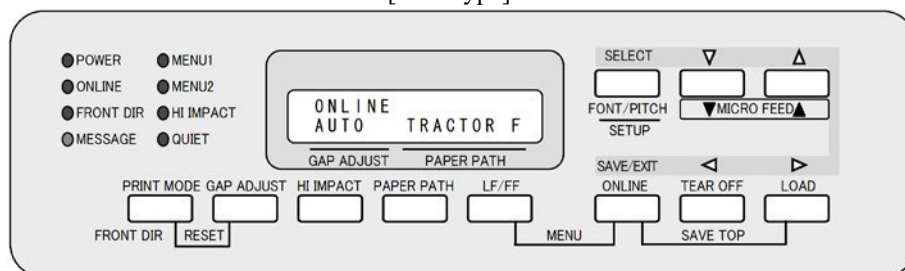 POWER MENU1
ONLINE MENU2
FRONT DIR HI IMPACT
MESSAGE QUIET
ONLINE
AUTO TRACTOR F
GAP ADJUST PAPER PATH
SELECT ▽ △
FONT/PITCH ▼MICRO FEED▲
SETUP
SAVE/EXIT ◁ ▷
PRINT MODE GAP ADJUST HI IMPACT PAPER PATH LF/FF ONLINE TEAR OFF LOAD
FRONT DIR RESET MENU SAVE TOP